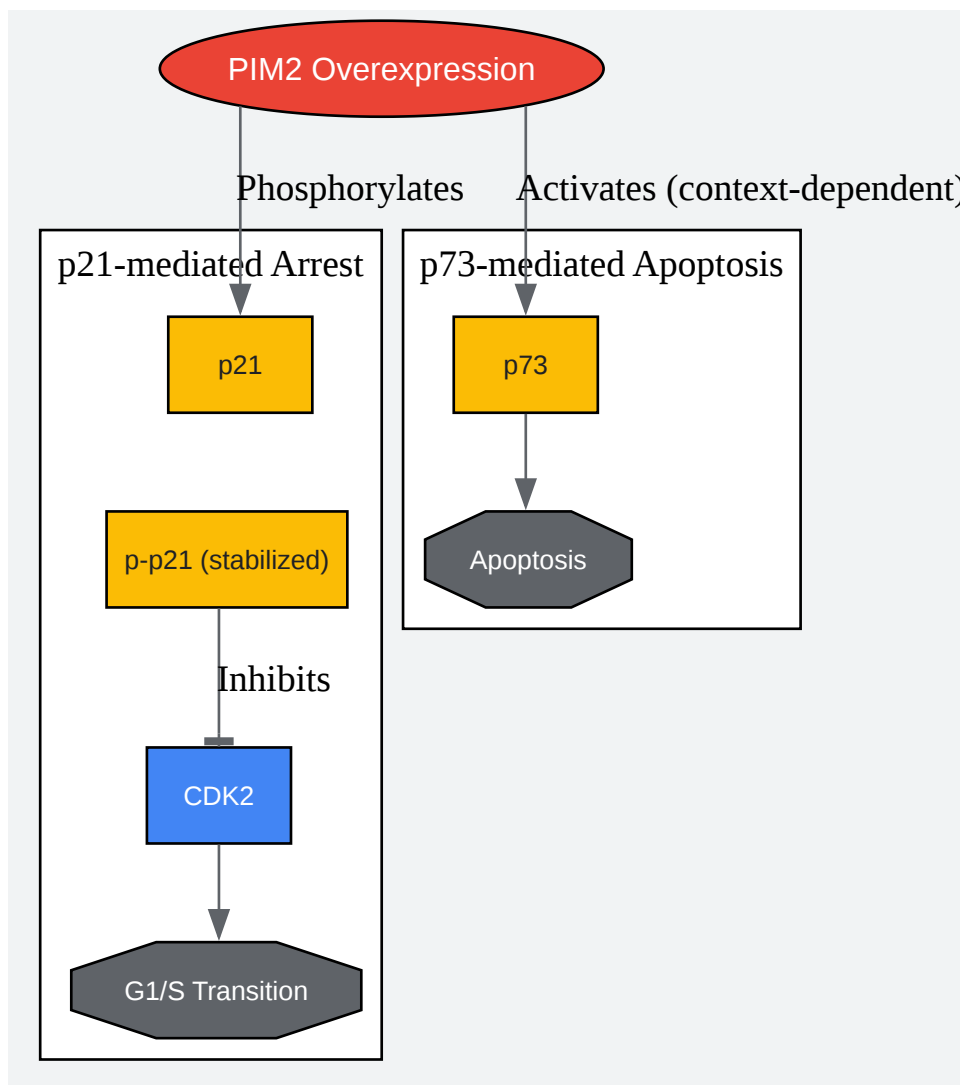 PIM2 Overexpression
Phosphorylates
Activates (context-dependent)
p21-mediated Arrest
p73-mediated Apoptosis
p21
p73
p-p21 (stabilized)
Apoptosis
Inhibits
CDK2
G1/S Transition